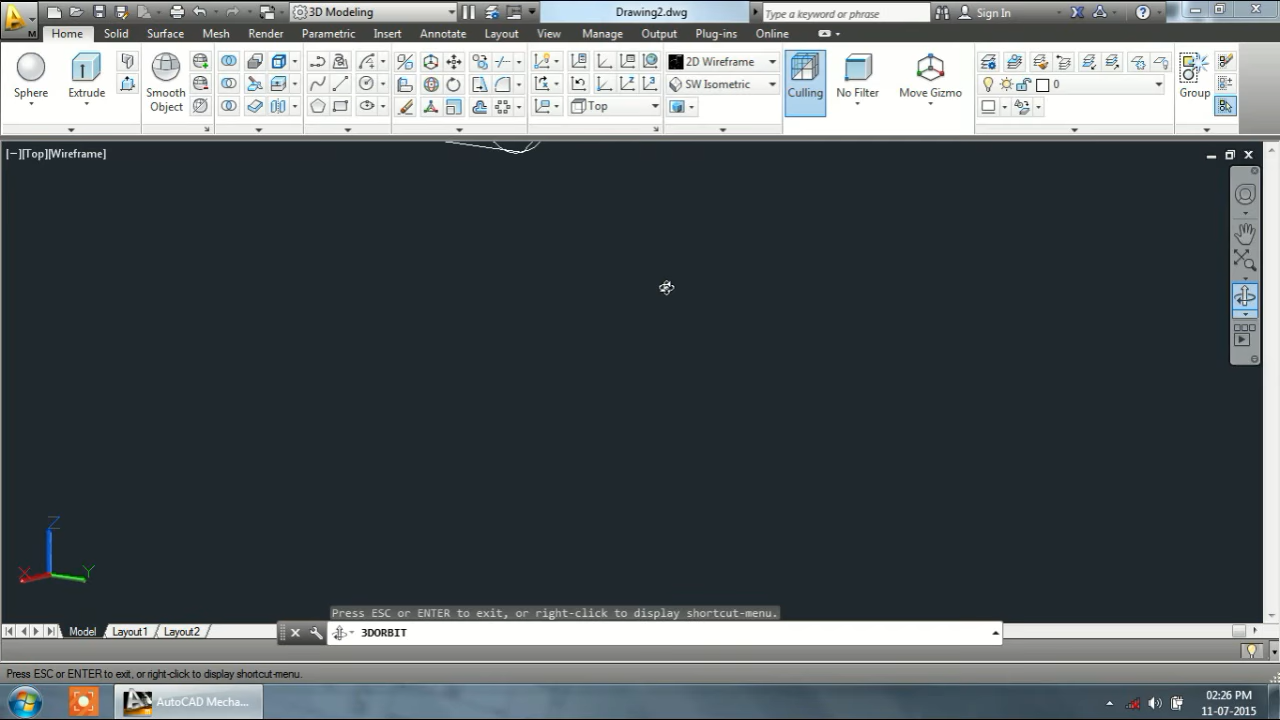 3D Modeling
Drawing2.dwg
Type a keyword or phrase
Sign In
M
Home
Solid
Surface
Mesh
Render
Parametric
Insert
Annotate
Layout
View
Manage
Output
Plug-ins
Online
Sphere
Extrude
Smooth
Object
Top
2D Wireframe
SW Isometric
Culling
No Filter
Move Gizmo
0
Group
[−][Top][Wireframe]
Z
X
Y
Press ESC or ENTER to exit, or right-click to display shortcut-menu.
Model
Layout1
Layout2
3DORBIT
Press ESC or ENTER to exit, or right-click to display shortcut-menu.
AutoCAD Mecha...
02:26 PM
11-07-2015